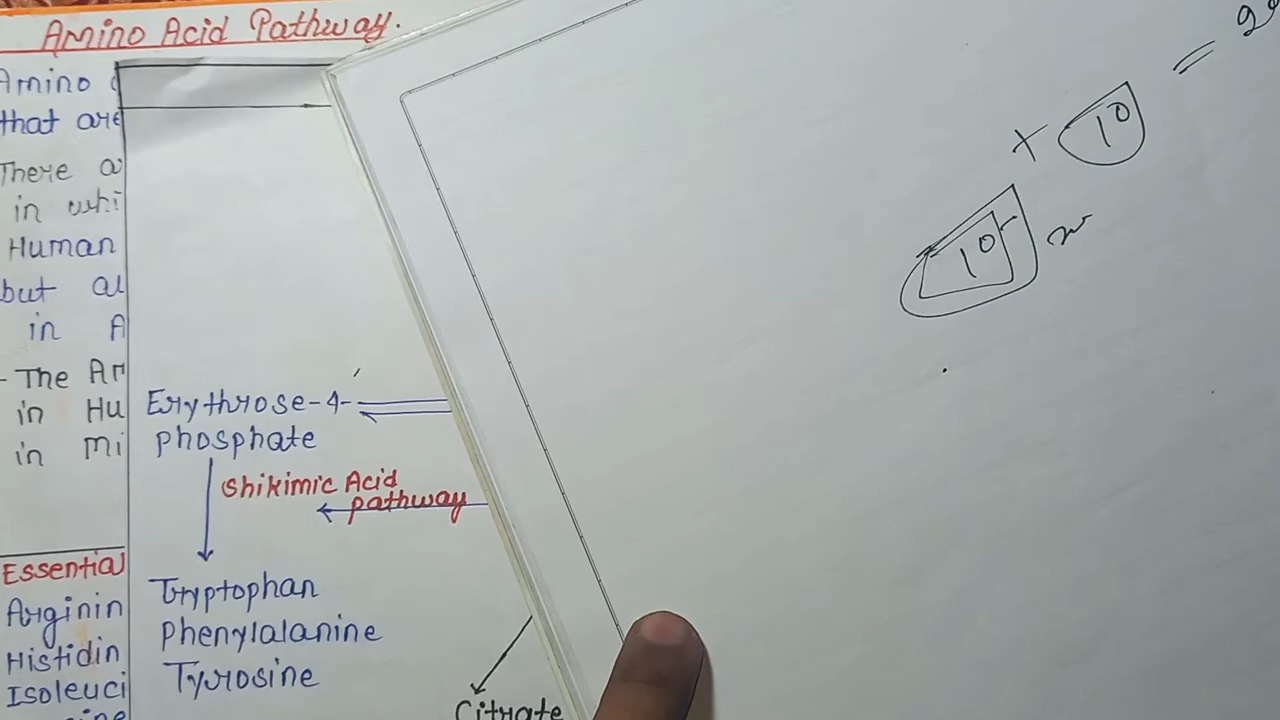 Amino Acid Pathway.
Amino
that are
There a
in whi
Human
but al
in A
- The Am
in Hu
in mi
Essential
Arginin
Histidin
Isoleuci
Erythrose-4-
phosphate
Shikimic Acid
pathway
Tryptophan
Phenylalanine
Tyrosine
Citrate
+ 10 =
10